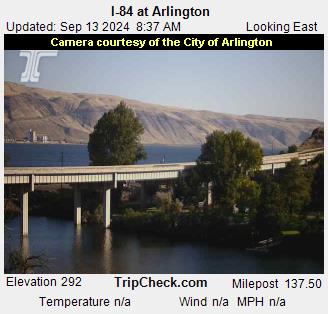 I-84 at Arlington
Updated: Sep 13 2024 8:37 AM Looking East
Camera courtesy of the City of Arlington
Elevation 292 TripCheck.com Milepost 137.50
Temperature n/a Wind n/a MPH n/a